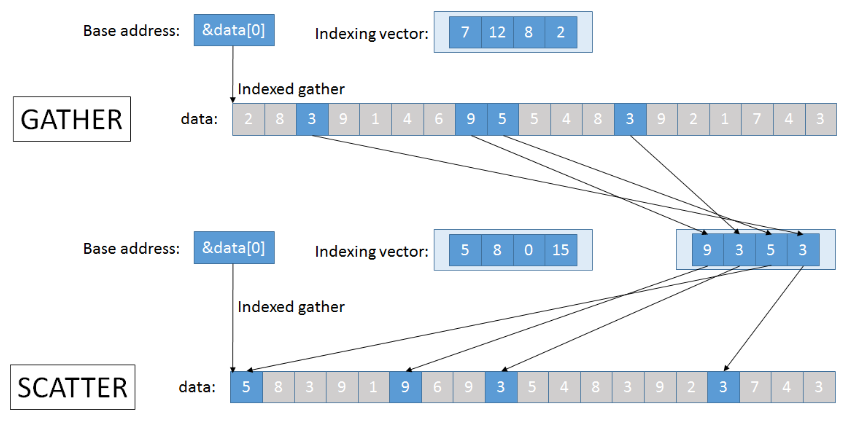 Base address: &data[0] Indexing vector: 7 12 8 2
Indexed gather
GATHER data: 2 8 3 9 1 4 6 9 5 5 4 8 3 9 2 1 7 4 3
Base address: &data[0] Indexing vector: 5 8 0 15 9 3 5 3
Indexed gather
SCATTER data: 5 8 3 9 1 9 6 9 3 5 4 8 3 9 2 3 7 4 3